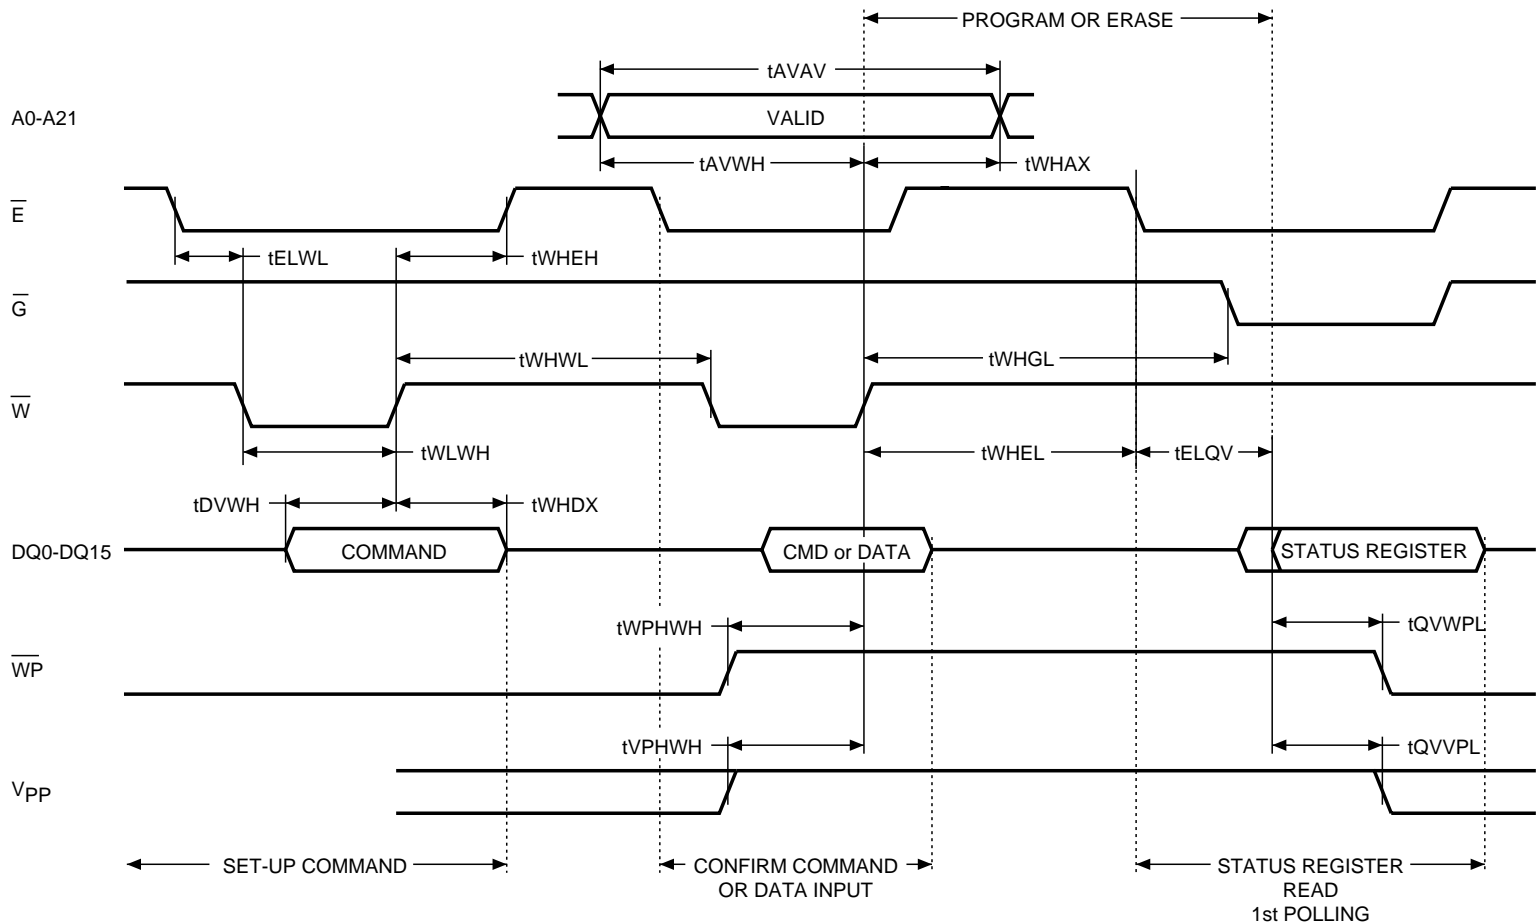 PROGRAM OR ERASE
tAVAV
A0-A21
VALID
tAVWH
tWHAX
E
tELWL
tWHEH
G
tWHWL
tWHGL
W
tWLWH
tWHEL
tELQV
tDVWH
tWHDX
DQ0-DQ15
COMMAND
CMD or DATA
STATUS REGISTER
tWPHWH
tQVWPL
WP
tVPHWH
tQVVPL
VPP
SET-UP COMMAND
CONFIRM COMMAND
OR DATA INPUT
STATUS REGISTER
READ
1st POLLING